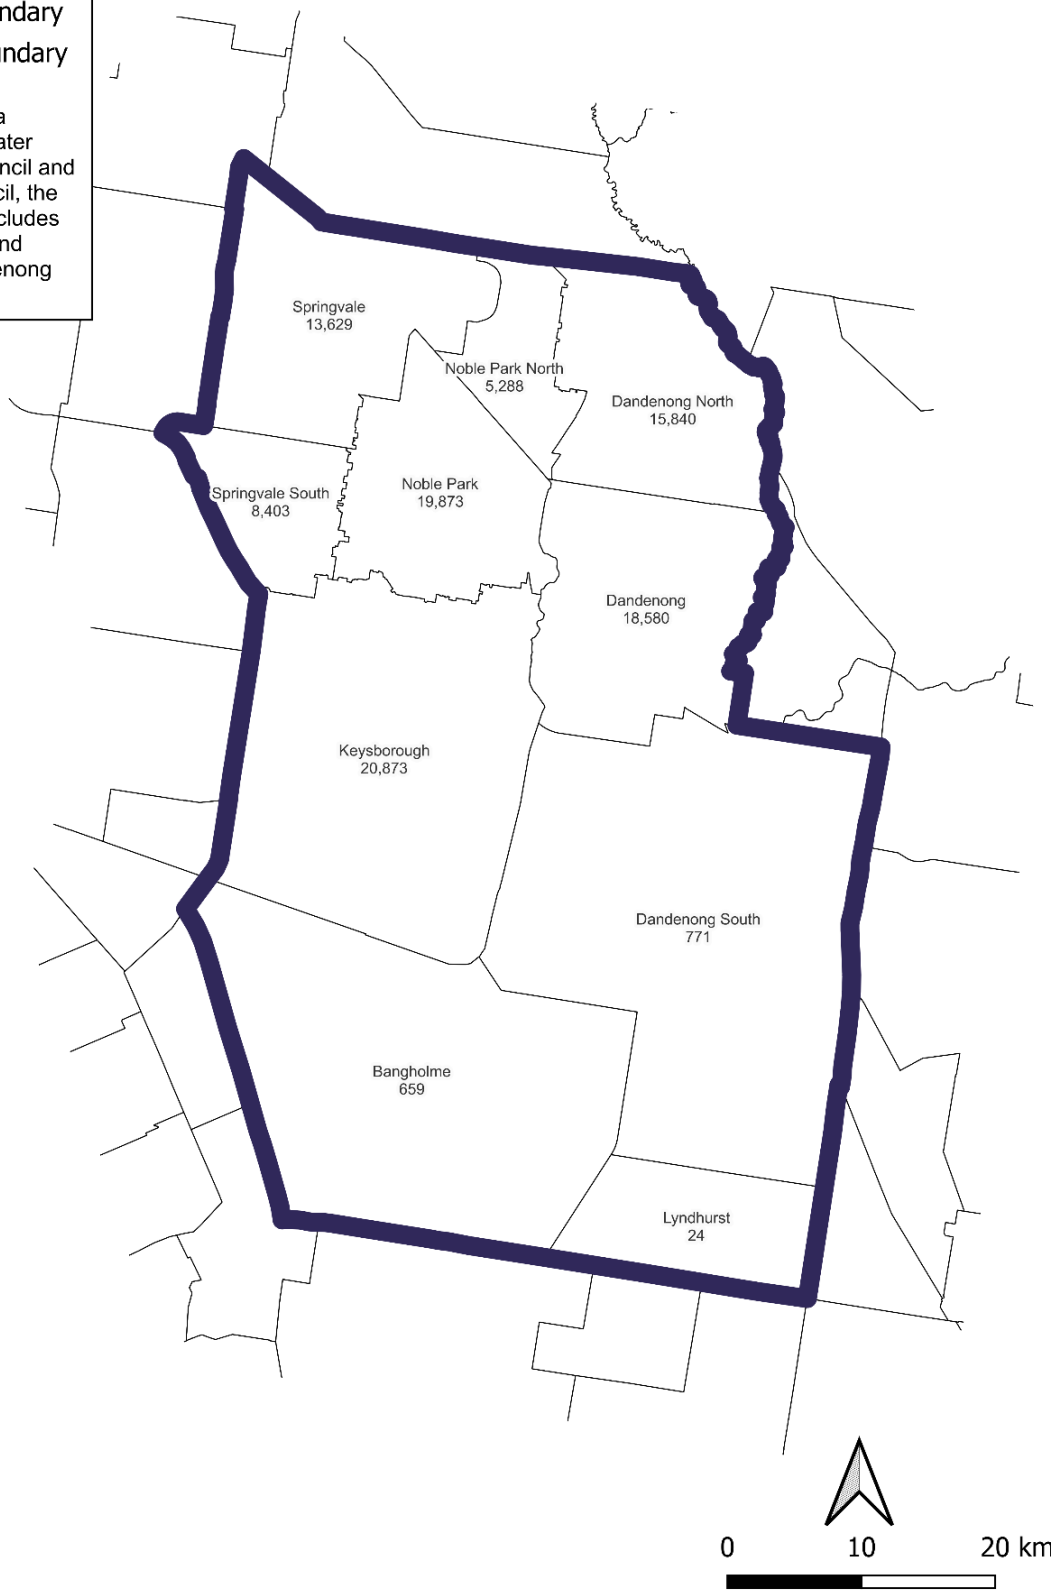 undary
a
ater
uncil and
cil, the
cludes
nd
enong
Springvale
13,629
Noble Park North
5,288
Dandenong North
15,840
Springvale South
8,403
Noble Park
19,873
Dandenong
18,580
Keysborough
20,873
Dandenong South
771
Bangholme
659
Lyndhurst
24
0 10 20 km